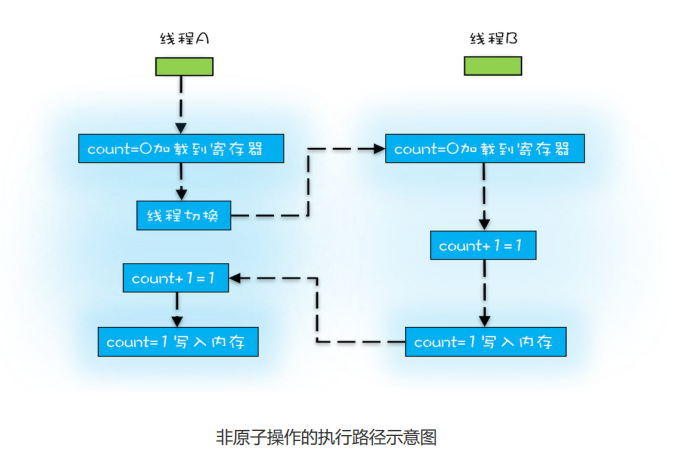 线程A
线程B
count=0加载到寄存器
count=0加载到寄存器
线程切换
count+1=1
count+1=1
count=1写入内存
count=1写入内存
非原子操作的执行路径示意图